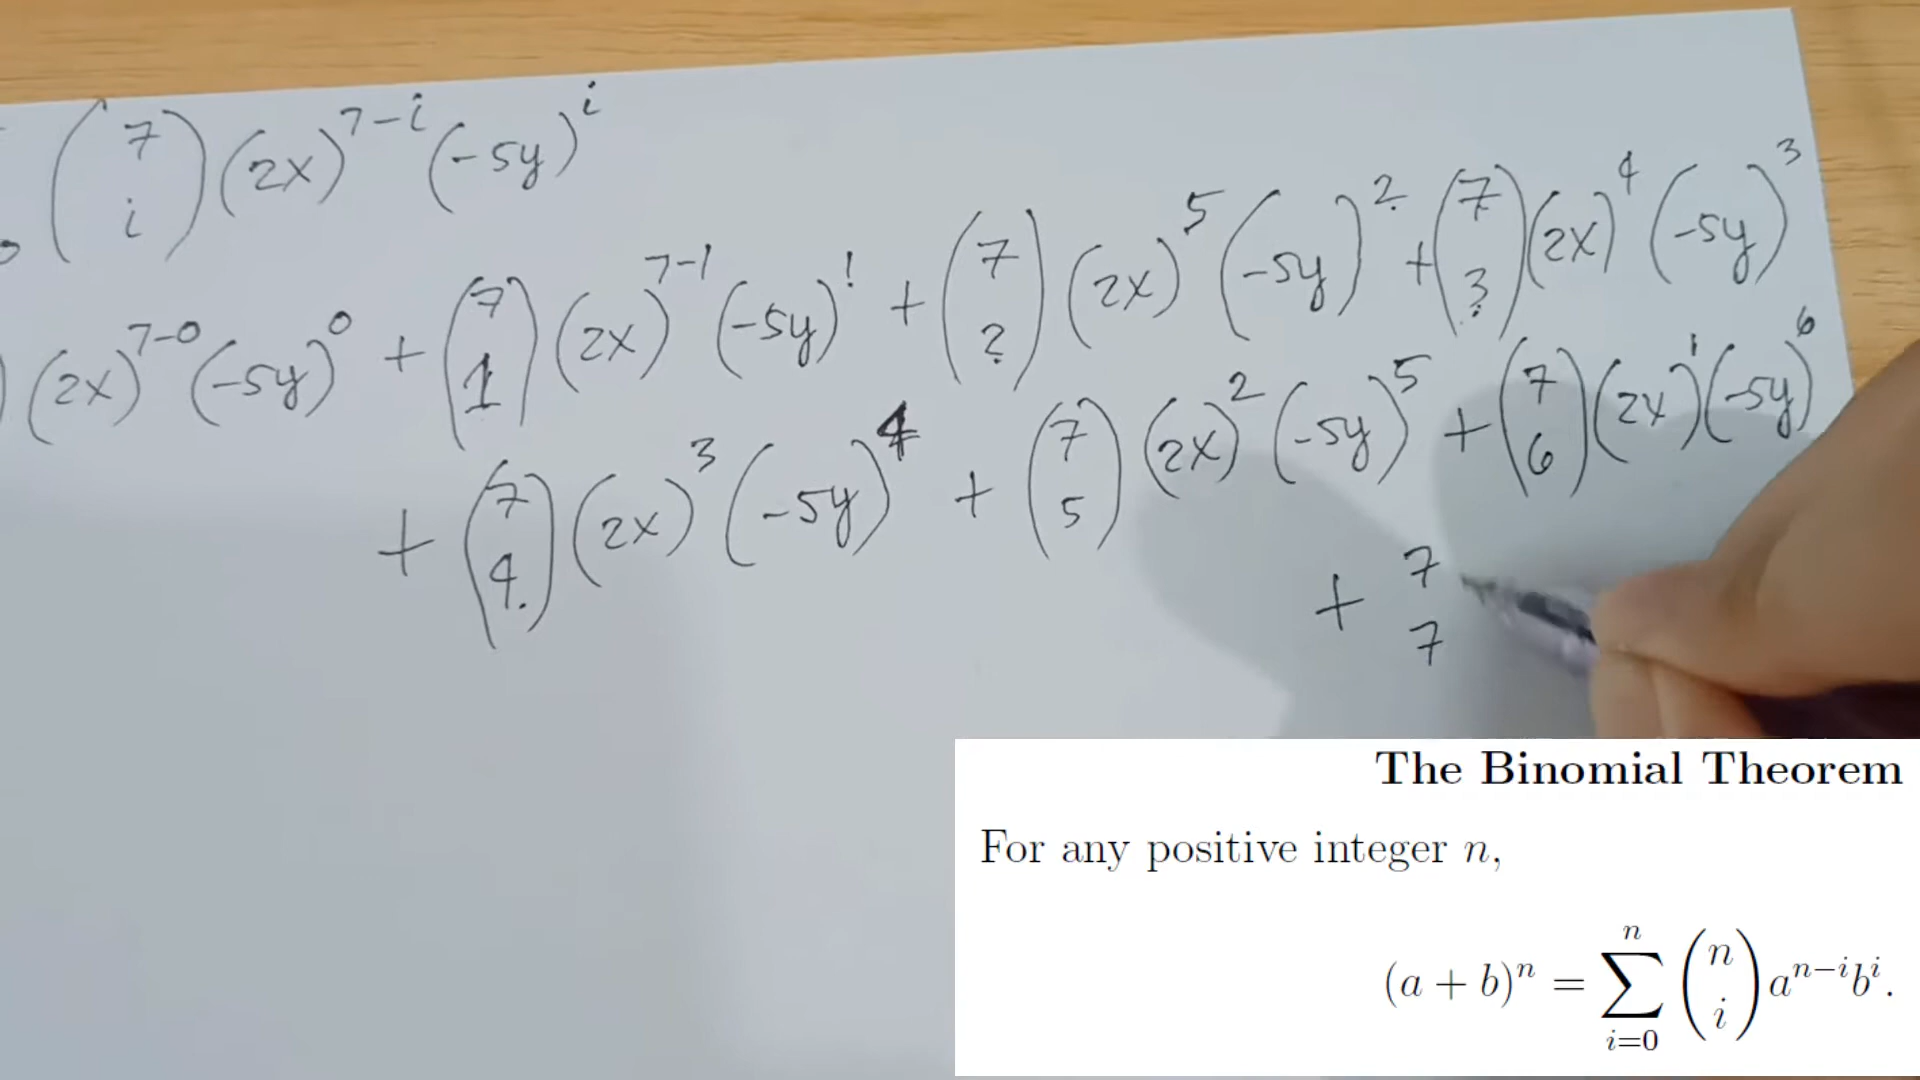 (7 i)(2x)^{7-i}(-5y)^i
)(2x)^{7-0}(-5y)^0 + (7 1)(2x)^{7-1}(-5y)^1 + (7 2)(2x)^5(-5y)^2 + (7 3)(2x)^4(-5y)^3
+ (7 4)(2x)^3(-5y)^4 + (7 5)(2x)^2(-5y)^5 + (7 6)(2x)^1(-5y)^6
+ 7 7
The Binomial Theorem
For any positive integer n,
(a + b)^n = \sum_{i=0}^{n} (n i) a^{n-i}b^i.